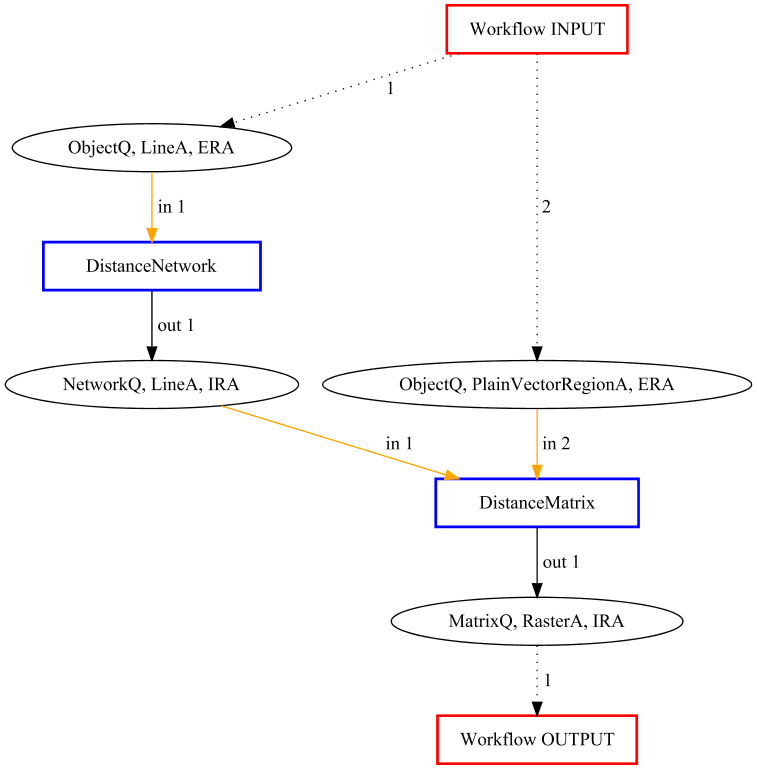 Workflow INPUT
1
ObjectQ, LineA, ERA
in 1
2
DistanceNetwork
out 1
NetworkQ, LineA, IRA
ObjectQ, PlainVectorRegionA, ERA
in 1
in 2
DistanceMatrix
out 1
MatrixQ, RasterA, IRA
1
Workflow OUTPUT